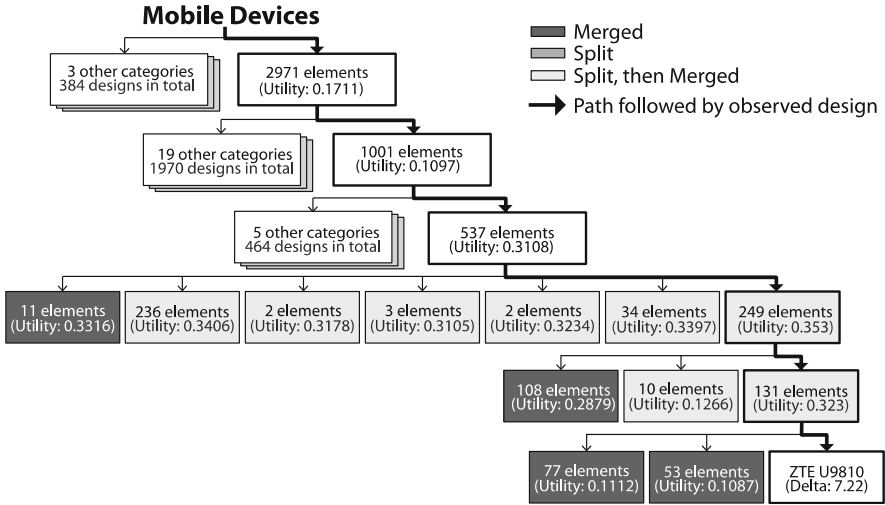 Mobile Devices
Merged
Split
Split, then Merged
Path followed by observed design
3 other categories
384 designs in total
2971 elements
(Utility: 0.1711)
19 other categories
1970 designs in total
1001 elements
(Utility: 0.1097)
5 other categories
464 designs in total
537 elements
(Utility: 0.3108)
11 elements
(Utility: 0.3316)
236 elements
(Utility: 0.3406)
2 elements
(Utility: 0.3178)
3 elements
(Utility: 0.3105)
2 elements
(Utility: 0.3234)
34 elements
(Utility: 0.3397)
249 elements
(Utility: 0.353)
108 elements
(Utility: 0.2879)
10 elements
(Utility: 0.1266)
131 elements
(Utility: 0.323)
77 elements
(Utility: 0.1112)
53 elements
(Utility: 0.1087)
ZTE U9810
(Delta: 7.22)